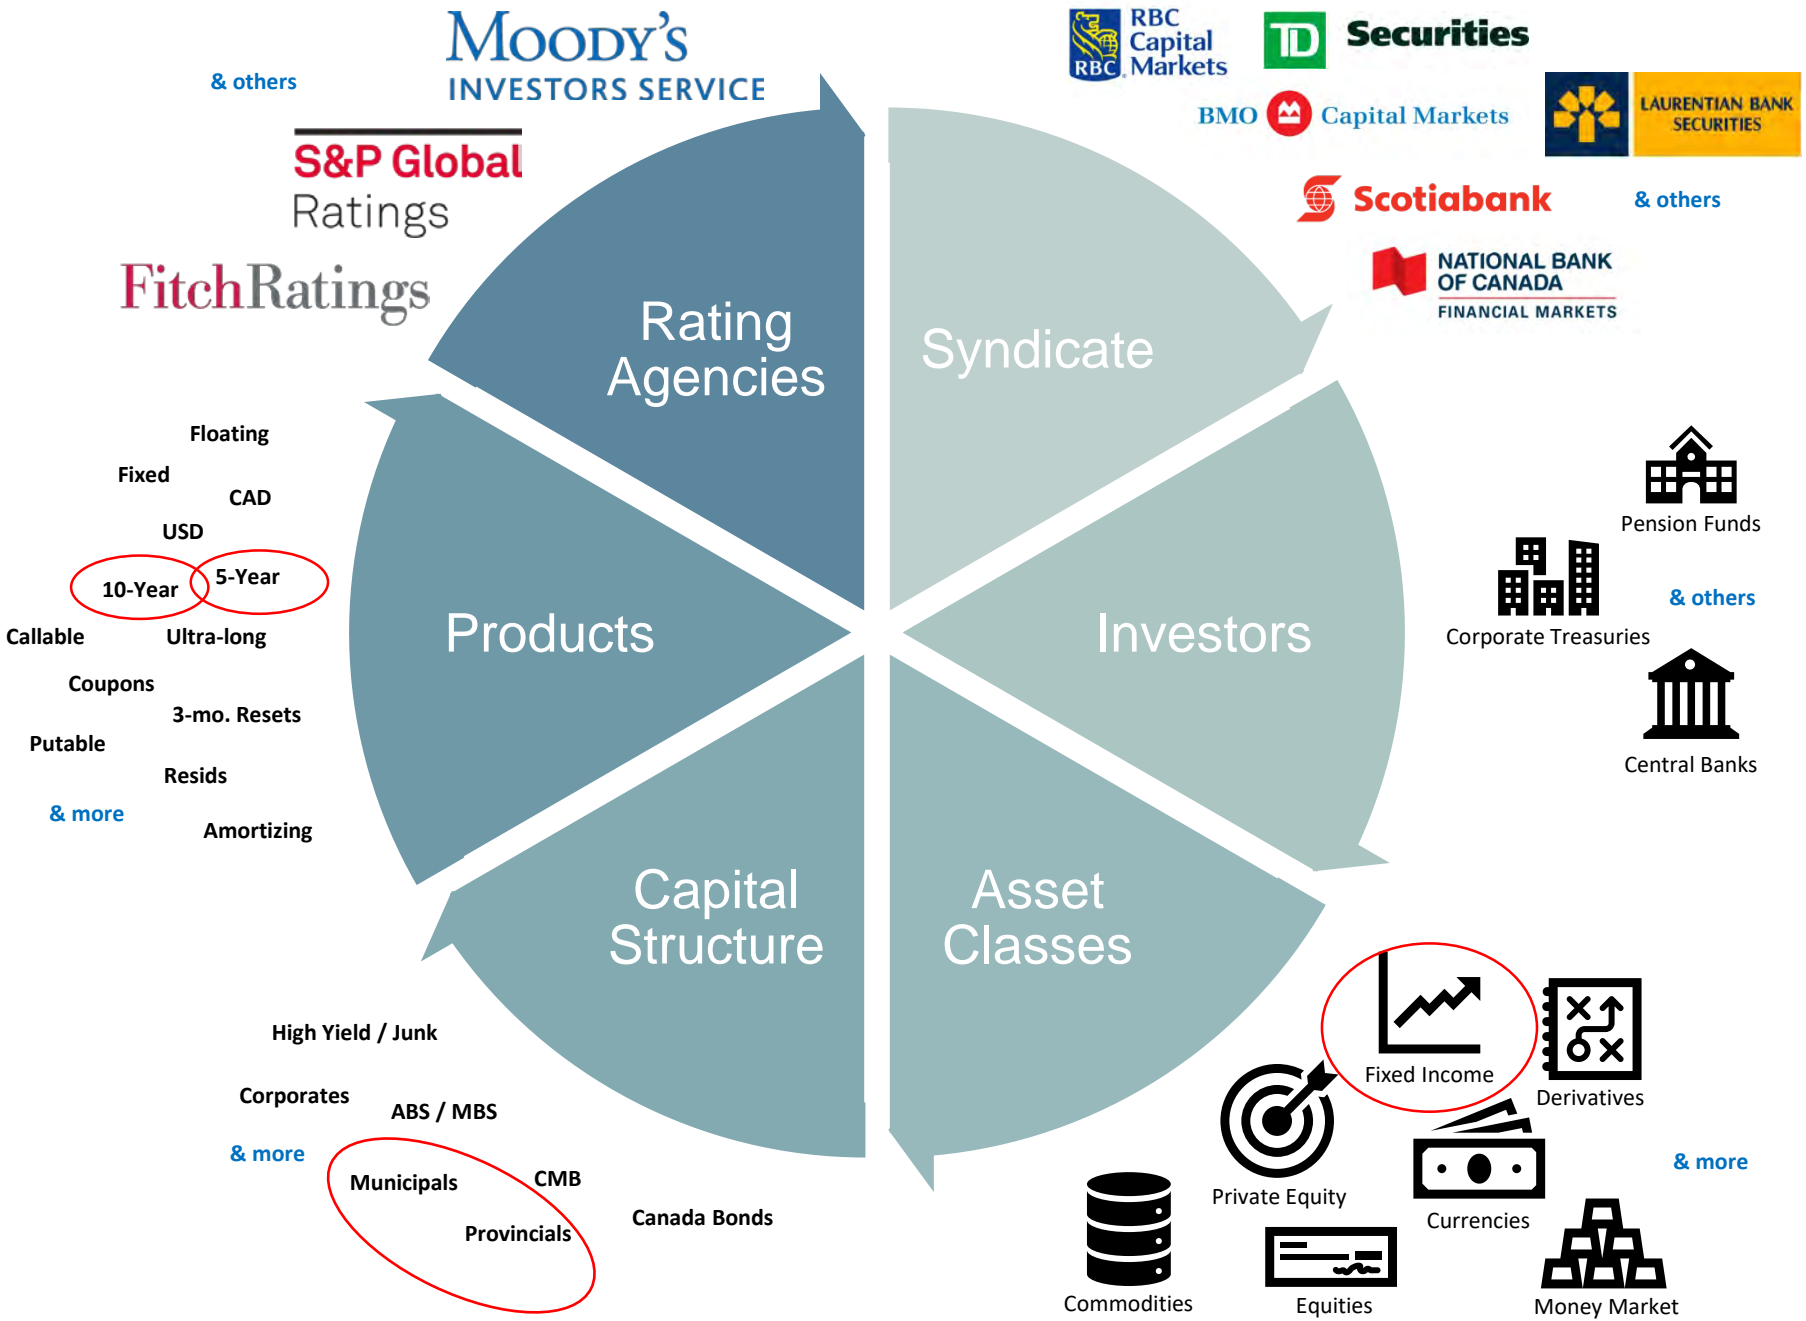 MOODY'S
INVESTORS SERVICE
& others
S&P Global
Ratings
FitchRatings
RBC
RBC
Capital
Markets
TD
Securities
BMO Capital Markets
LAURENTIAN BANK
SECURITIES
Scotiabank
& others
NATIONAL BANK
OF CANADA
FINANCIAL MARKETS
Rating
Agencies
Syndicate
Products
Investors
Capital
Structure
Asset
Classes
Floating
Fixed
CAD
USD
10-Year
5-Year
Callable
Ultra-long
Coupons
3-mo. Resets
Putable
Resids
& more
Amortizing
Pension Funds
& others
Corporate Treasuries
Central Banks
High Yield / Junk
Corporates
ABS / MBS
& more
Municipals
CMB
Provincials
Canada Bonds
Fixed Income
Derivatives
Private Equity
& more
Currencies
Commodities
Equities
Money Market